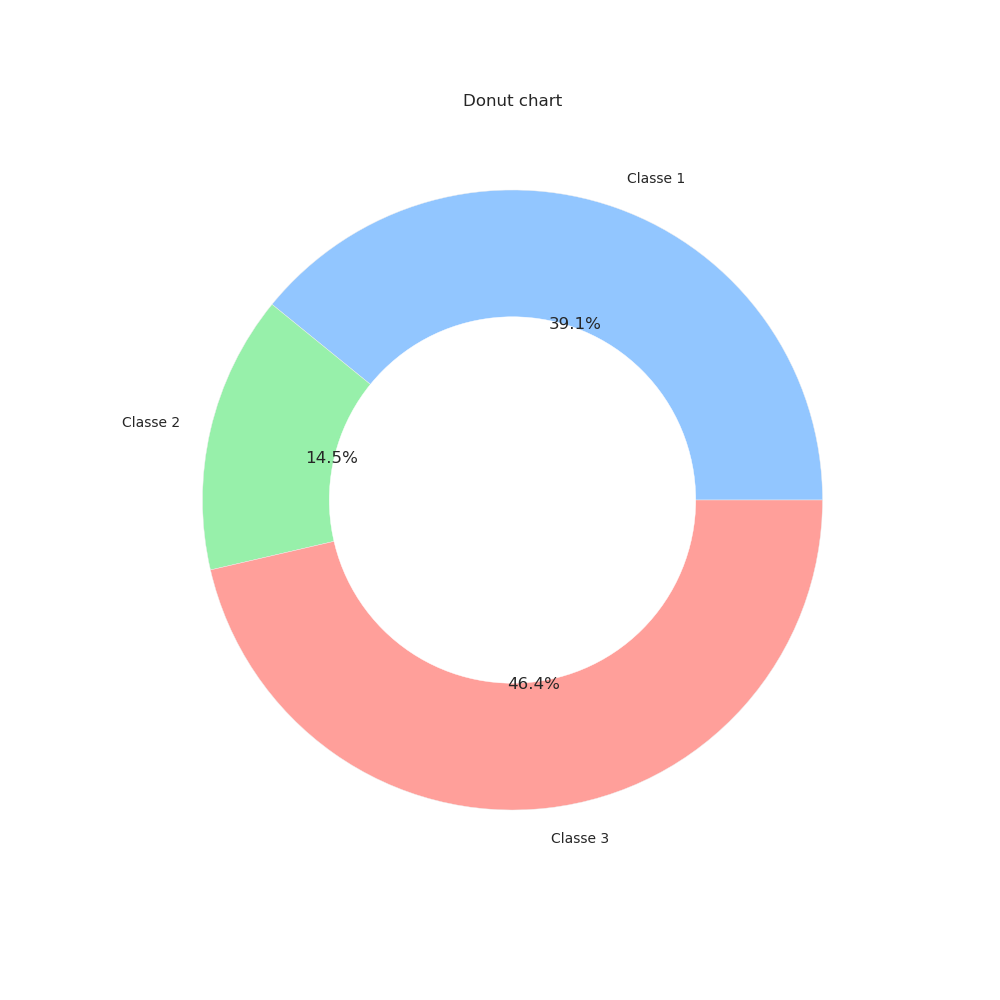 Donut chart
Classe 1
39.1%
Classe 2
14.5%
46.4%
Classe 3